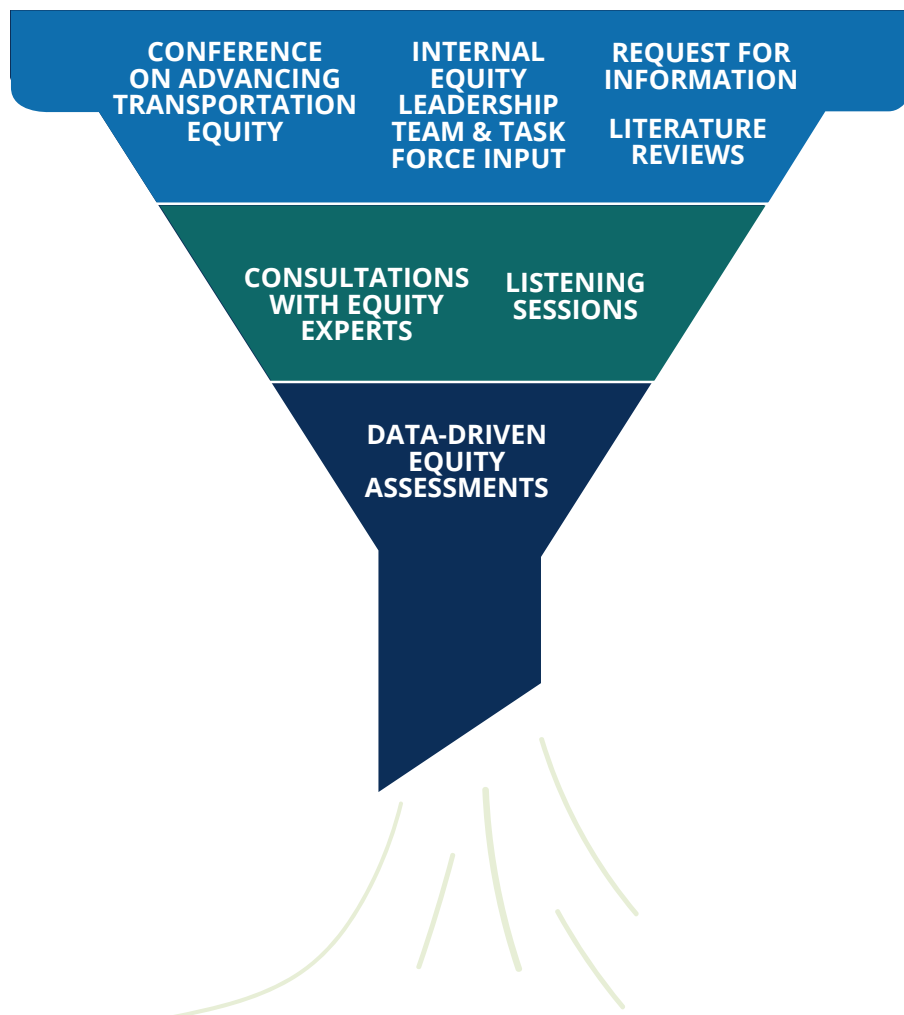 CONFERENCE
ON ADVANCING
TRANSPORTATION
EQUITY
INTERNAL
EQUITY
LEADERSHIP
TEAM & TASK
FORCE INPUT
REQUEST FOR
INFORMATION
LITERATURE
REVIEWS
CONSULTATIONS
WITH EQUITY
EXPERTS
LISTENING
SESSIONS
DATA-DRIVEN
EQUITY
ASSESSMENTS